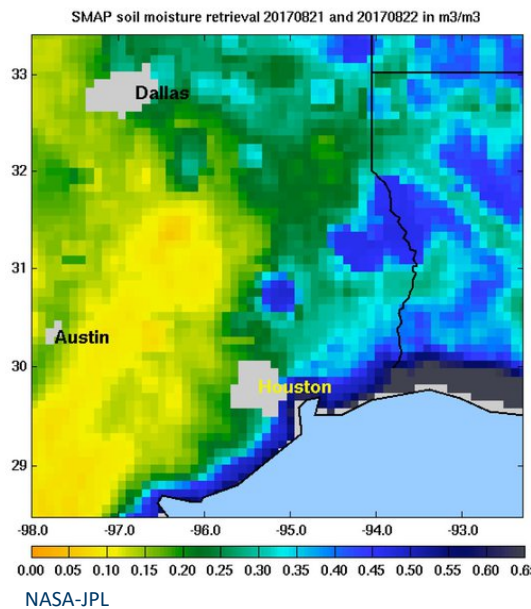 SMAP soil moisture retrieval 20170821 and 20170822 in m3/m3
33
Dallas
32
31
Austin
30
Houston
29
-98.0 -97.0 -96.0 -95.0 -94.0 -93.0
0.00 0.05 0.10 0.15 0.20 0.25 0.30 0.35 0.40 0.45 0.50 0.55 0.60 0.65
NASA-JPL